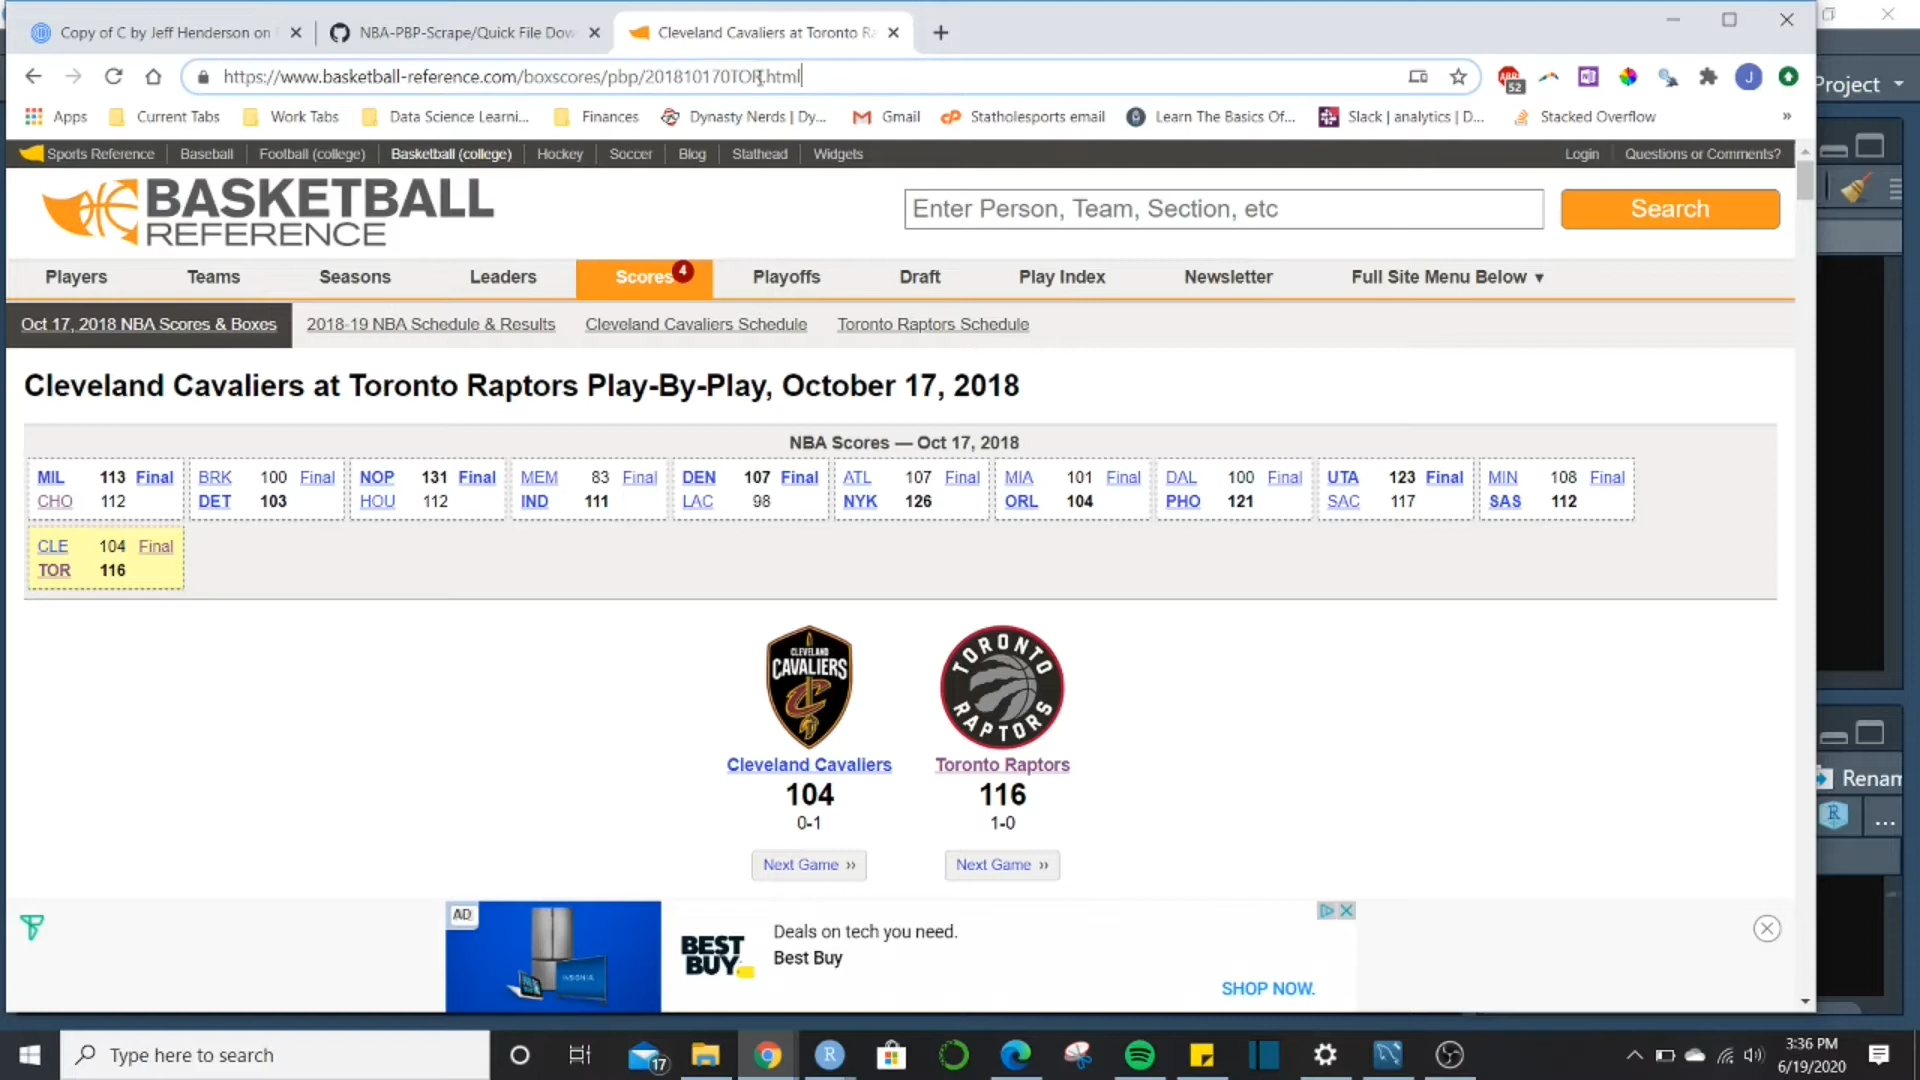 Copy of C by Jeff Henderson on
NBA-PBP-Scrape/Quick File Dow
Cleveland Cavaliers at Toronto Ra
https://www.basketball-reference.com/boxscores/pbp/201810170TOR.html
52
J
Project
Apps
Current Tabs
Work Tabs
Data Science Learni...
Finances
Dynasty Nerds | Dy...
Gmail
Statholesports email
Learn The Basics Of...
Slack | analytics | D...
Stacked Overflow
»
Sports Reference
Baseball
Football (college)
Basketball (college)
Hockey
Soccer
Blog
Stathead
Widgets
Login
Questions or Comments?
BASKETBALL
REFERENCE
Enter Person, Team, Section, etc
Search
Players
Teams
Seasons
Leaders
Scores 4
Playoffs
Draft
Play Index
Newsletter
Full Site Menu Below ▼
Oct 17, 2018 NBA Scores & Boxes
2018-19 NBA Schedule & Results
Cleveland Cavaliers Schedule
Toronto Raptors Schedule
Cleveland Cavaliers at Toronto Raptors Play-By-Play, October 17, 2018
NBA Scores — Oct 17, 2018
MIL 113 Final
CHO 112
BRK 100 Final
DET 103
NOP 131 Final
HOU 112
MEM 83 Final
IND 111
DEN 107 Final
LAC 98
ATL 107 Final
NYK 126
MIA 101 Final
ORL 104
DAL 100 Final
PHO 121
UTA 123 Final
SAC 117
MIN 108 Final
SAS 112
CLE 104 Final
TOR 116
CLEVELAND
CAVALIERS
TORONTO
RAPTORS
Cleveland Cavaliers
104
0-1
Next Game »
Toronto Raptors
116
1-0
Next Game »
Renam
R
...
AD
INSIGNIA
BEST
BUY
Deals on tech you need.
Best Buy
SHOP NOW.
Type here to search
17
R
3:36 PM
6/19/2020